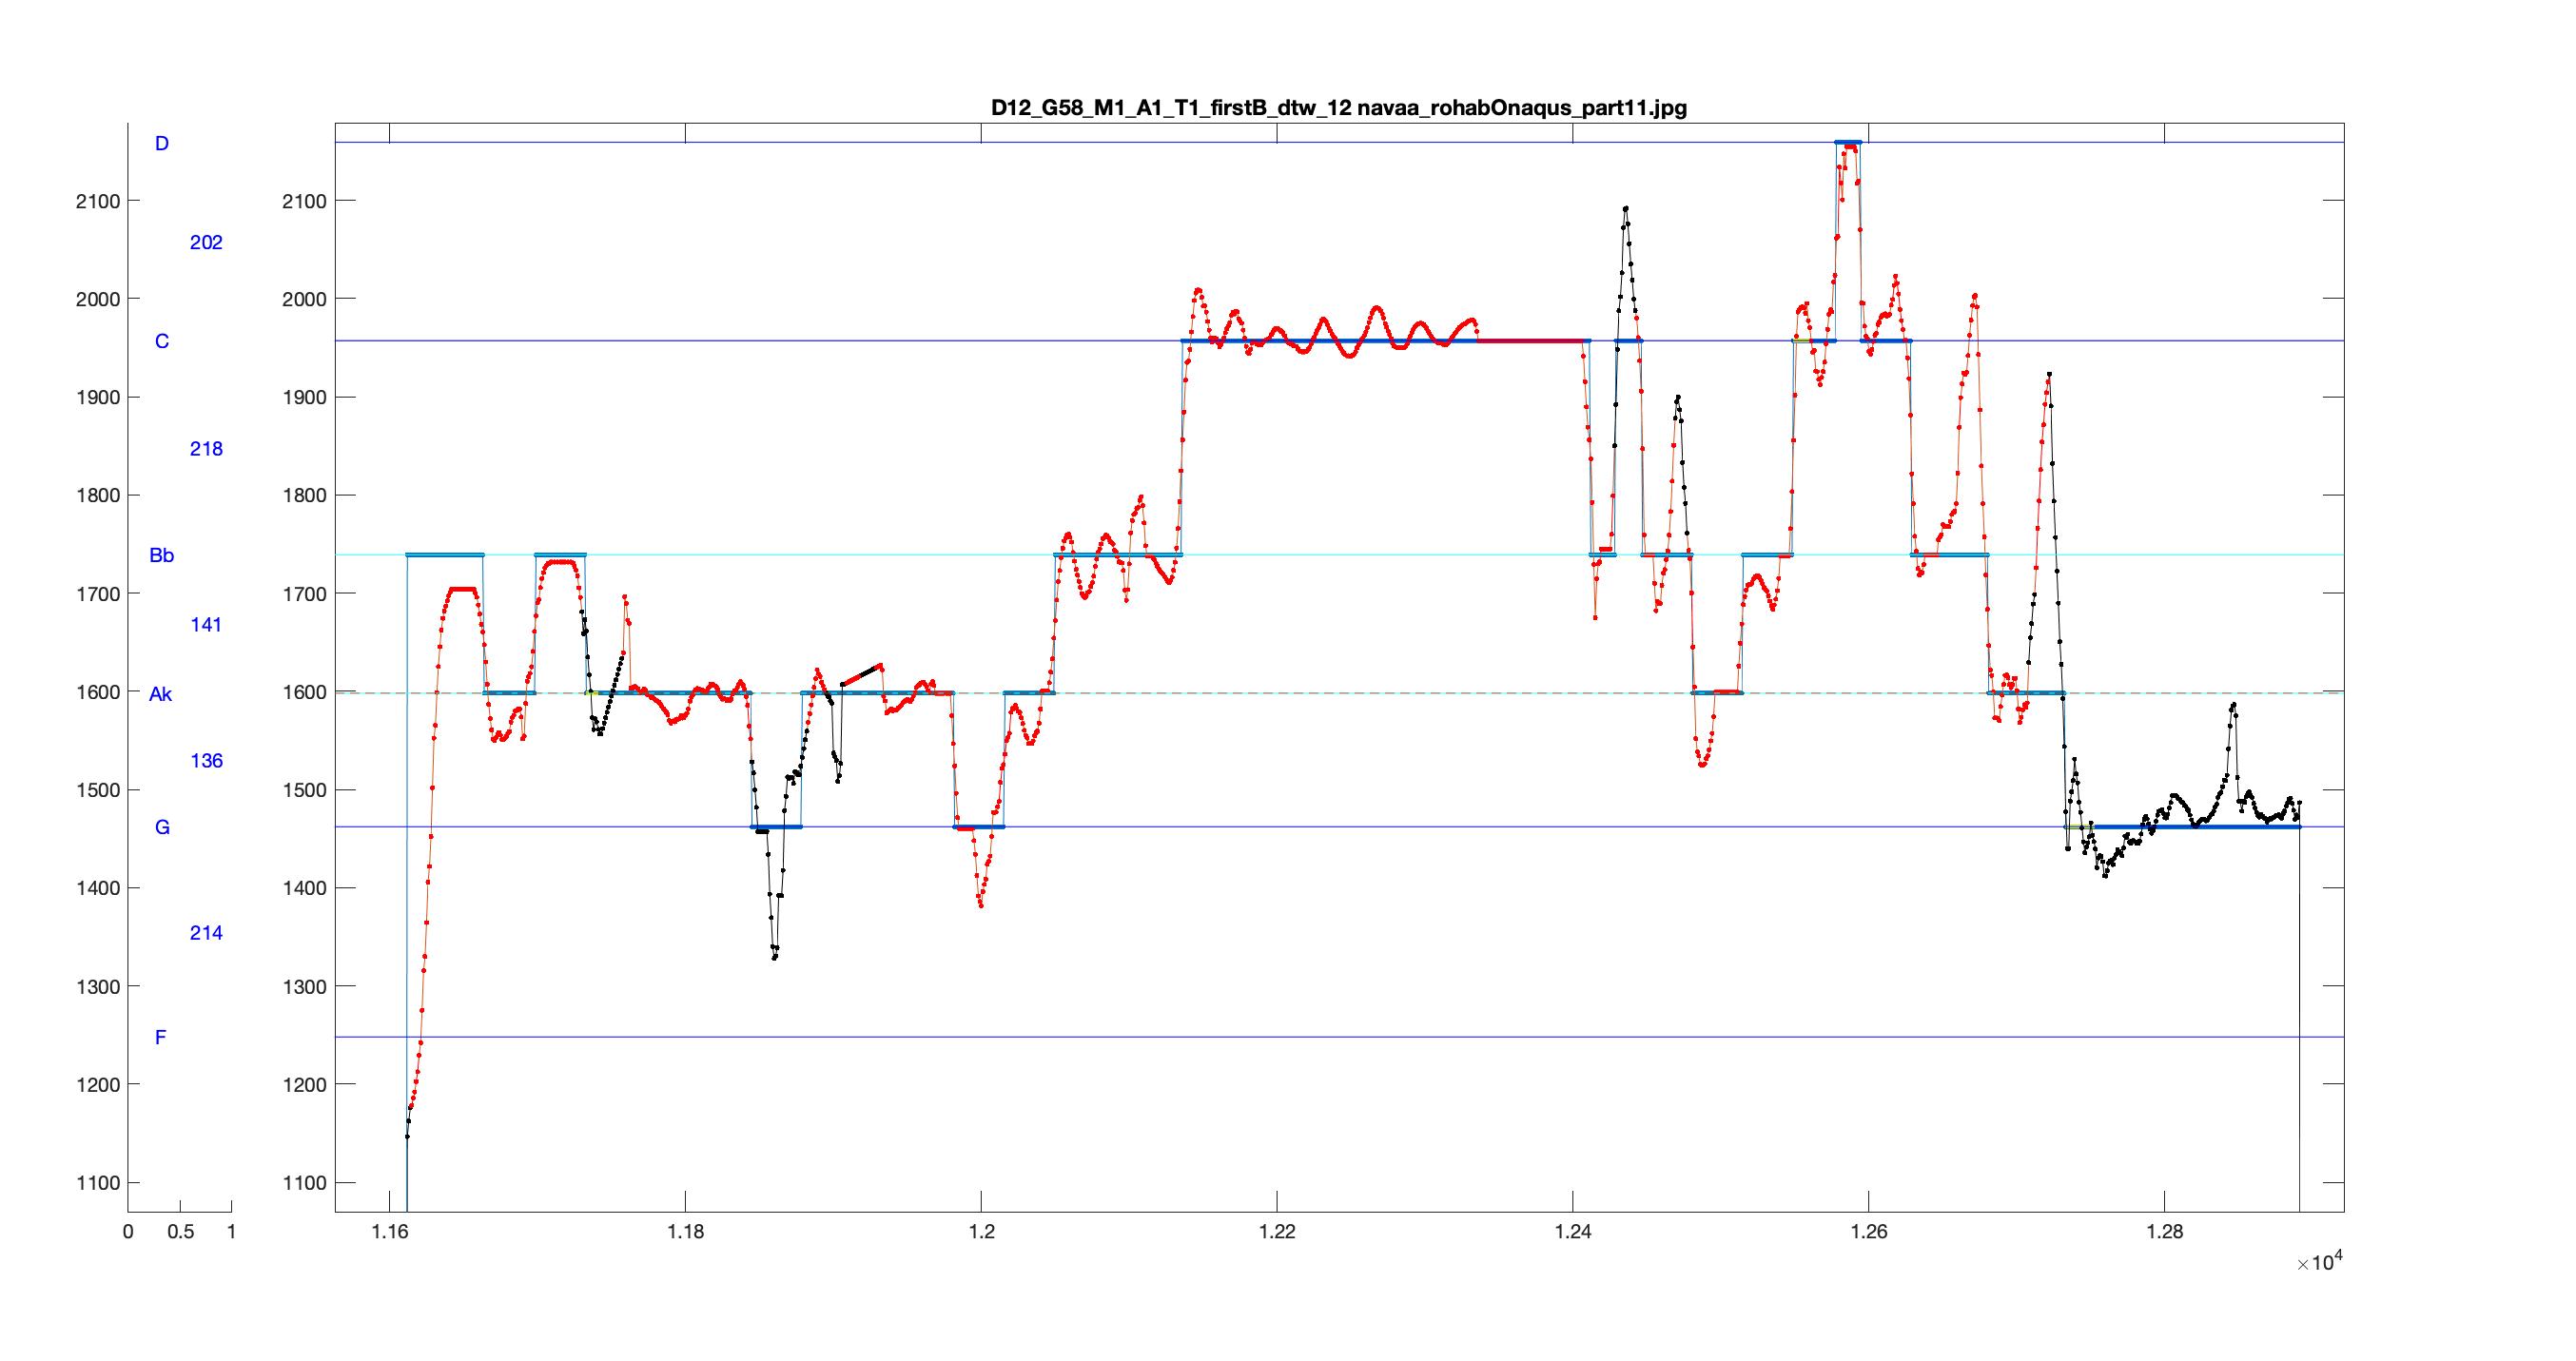 D12_G58_M1_A1_T1_firstB_dtw_12 navaa_rohabOnaqus_part11.jpg
D
2100 2100
202
2000 2000
C
1900 1900
218
1800 1800
Bb
1700 1700
141
1600 Ak 1600
136
1500 1500
G
1400 1400
214
1300 1300
F
1200 1200
1100 1100
0 0.5 1 1.16 1.18 1.2 1.22 1.24 1.26 1.28
×10⁴